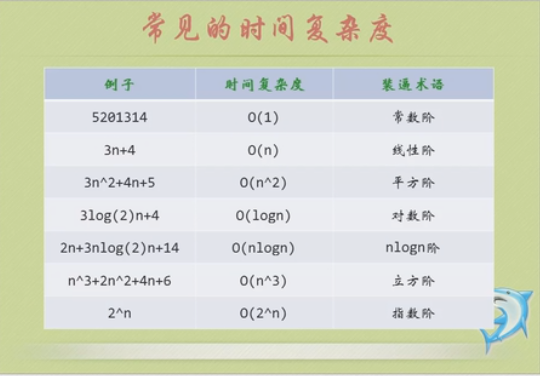 常见的时间复杂度
例子 时间复杂度 装逼术语
5201314 O(1) 常数阶
3n+4 O(n) 线性阶
3n^2+4n+5 O(n^2) 平方阶
3log(2)n+4 O(logn) 对数阶
2n+3nlog(2)n+14 O(nlogn) nlogn阶
n^3+2n^2+4n+6 O(n^3) 立方阶
2^n O(2^n) 指数阶